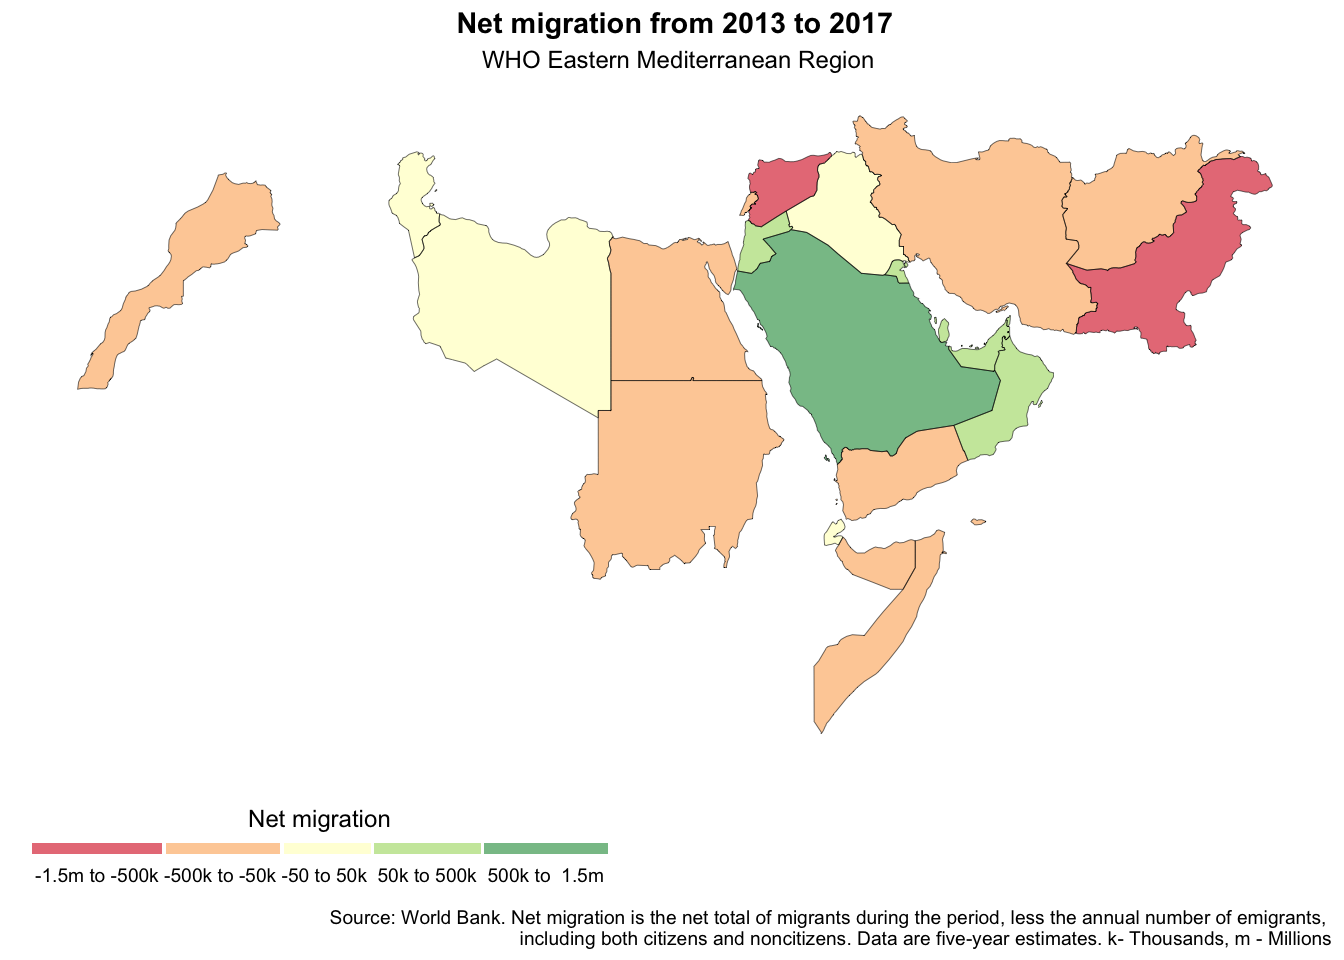 Net migration from 2013 to 2017
WHO Eastern Mediterranean Region
Net migration
-1.5m to -500k -500k to -50k -50 to 50k 50k to 500k 500k to 1.5m
Source: World Bank. Net migration is the net total of migrants during the period, less the annual number of emigrants,
including both citizens and noncitizens. Data are five-year estimates. k- Thousands, m - Millions